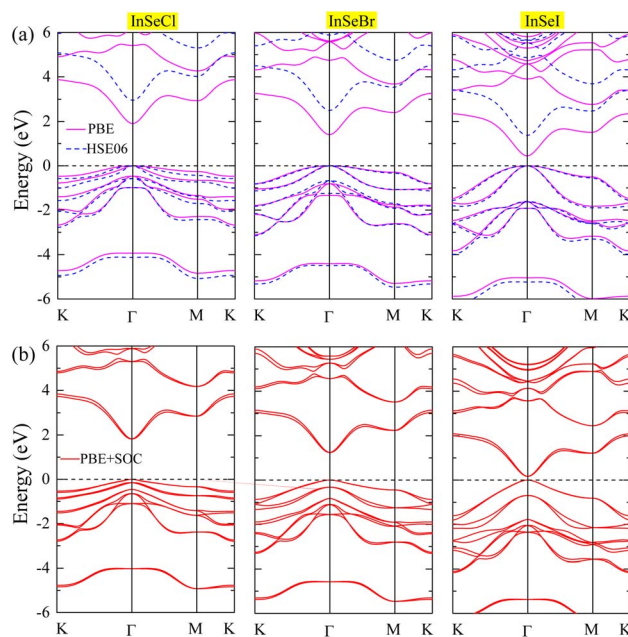 InSeCl InSeBr InSeI
(a)
6
4
2
0
-2
-4
-6
Energy (eV)
PBE
HSE06
K Γ M K K Γ M K K Γ M K
(b)
6
4
2
0
-2
-4
-6
Energy (eV)
PBE+SOC
K Γ M K K Γ M K K Γ M K